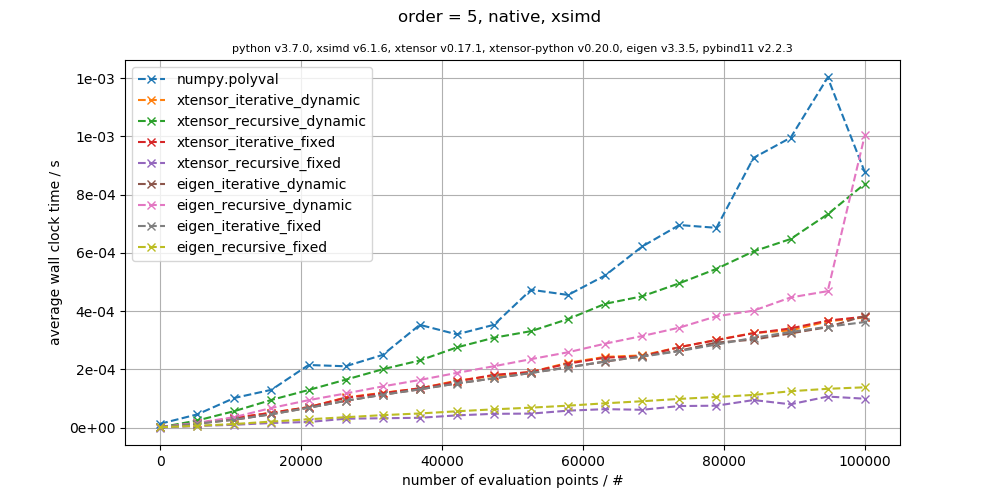 order = 5, native, xsimd
python v3.7.0, xsimd v6.1.6, xtensor v0.17.1, xtensor-python v0.20.0, eigen v3.3.5, pybind11 v2.2.3
numpy.polyval
xtensor_iterative_dynamic
xtensor_recursive_dynamic
xtensor_iterative_fixed
xtensor_recursive_fixed
eigen_iterative_dynamic
eigen_recursive_dynamic
eigen_iterative_fixed
eigen_recursive_fixed
average wall clock time / s
1e-03
1e-03
8e-04
6e-04
4e-04
2e-04
0e+00
0 20000 40000 60000 80000 100000
number of evaluation points / #